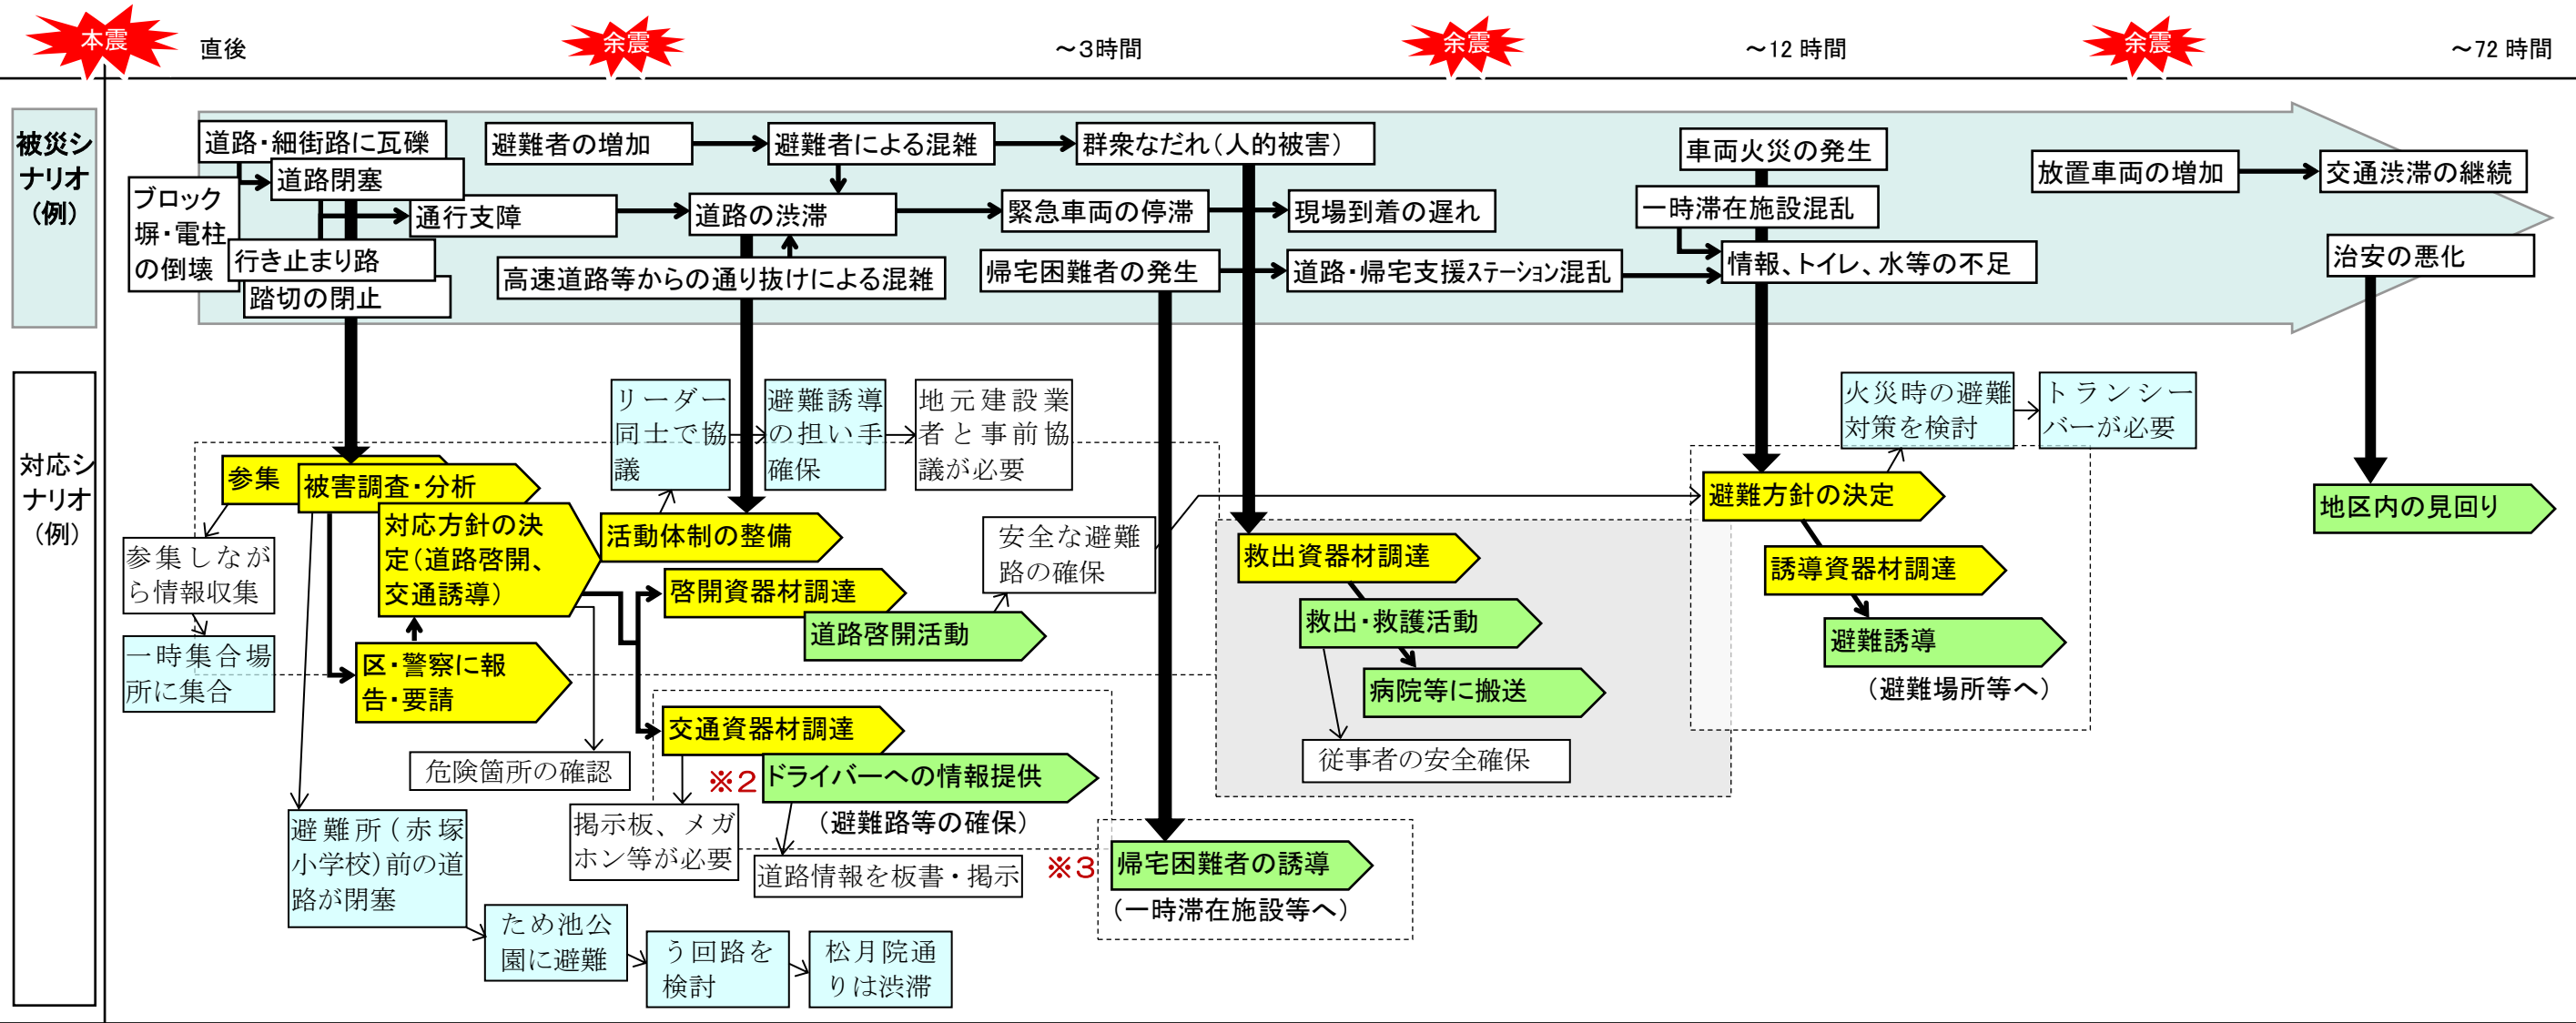 本震
直後
余震
～3時間
余震
～12 時間
余震
～72 時間
被災シ
ナリオ
（例）
道路・細街路に瓦礫
道路閉塞
ブロック
塀・電柱
の倒壊
通行支障
行き止まり路
踏切の閉止
避難者の増加
避難者による混雑
群衆なだれ（人的被害）
道路の渋滞
緊急車両の停滞
現場到着の遅れ
高速道路等からの通り抜けによる混雑
帰宅困難者の発生
道路・帰宅支援ステーション混乱
車両火災の発生
一時滞在施設混乱
情報、トイレ、水等の不足
放置車両の増加
交通渋滞の継続
治安の悪化
対応シ
ナリオ
（例）
リーダー
同士で協
議
避難誘導
の担い手
確保
地元建設業
者と事前協
議が必要
火災時の避難
対策を検討
トランシー
バーが必要
参集
被害調査・分析
対応方針の決
定（道路啓開、
交通誘導）
活動体制の整備
安全な避難
路の確保
避難方針の決定
地区内の見回り
参集しなが
ら情報収集
啓開資器材調達
道路啓開活動
救出資器材調達
誘導資器材調達
救出・救護活動
避難誘導
（避難場所等へ）
一時集合場
所に集合
区・警察に報
告・要請
病院等に搬送
交通資器材調達
危険箇所の確認
※2
ドライバーへの情報提供
（避難路等の確保）
従事者の安全確保
避難所（赤塚
小学校）前の道
路が閉塞
掲示板、メガ
ホン等が必要
道路情報を板書・掲示
※3
帰宅困難者の誘導
（一時滞在施設等へ）
ため池公
園に避難
う回路を
検討
松月院通
りは渋滞